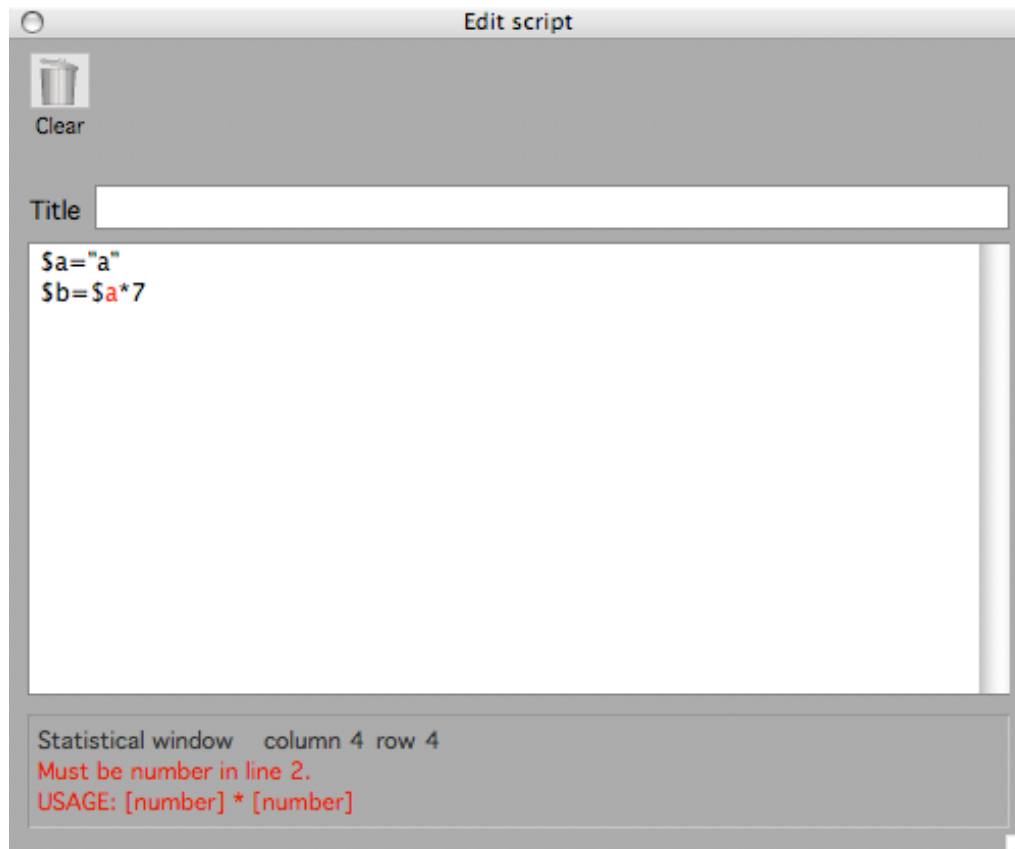 Edit script
Clear
Title
$a="a"
$b=$a*7
Statistical window column 4 row 4
Must be number in line 2.
USAGE: [number] * [number]